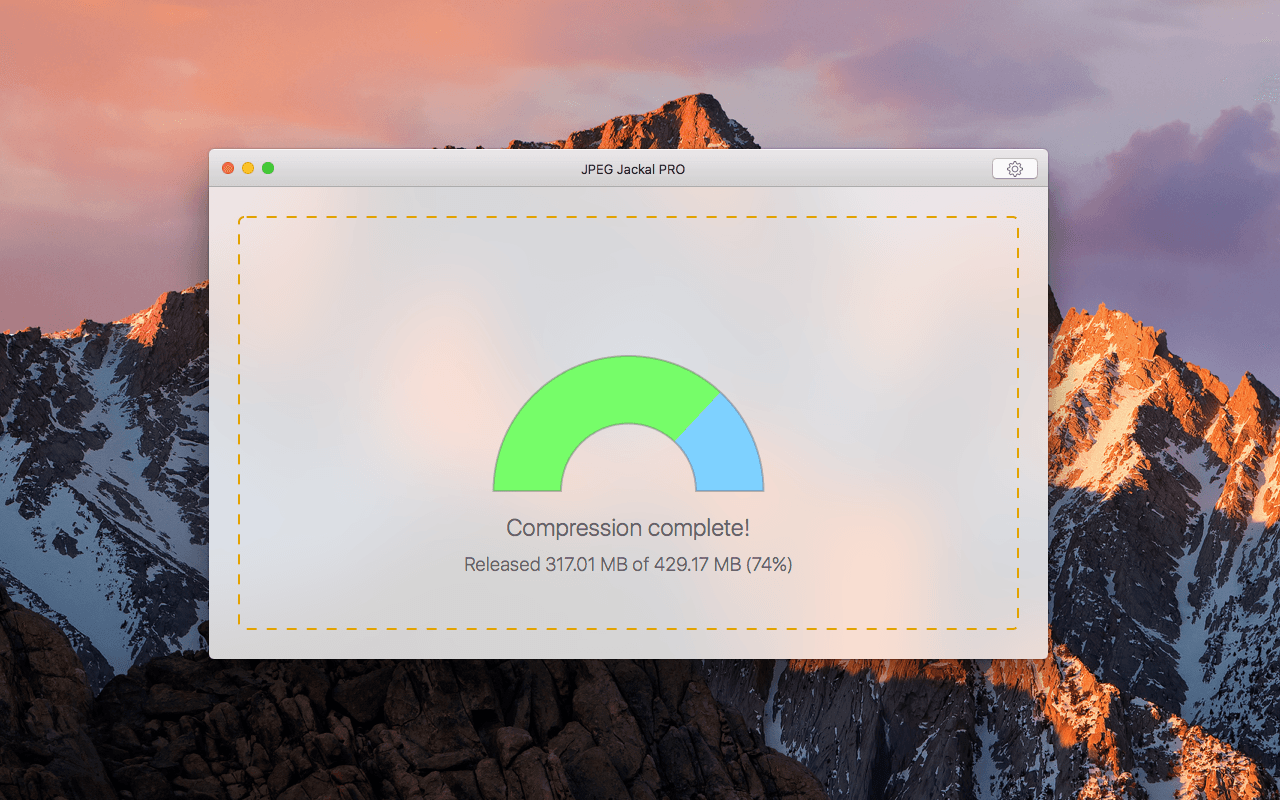 JPEG Jackal PRO
Compression complete!
Released 317.01 MB of 429.17 MB (74%)